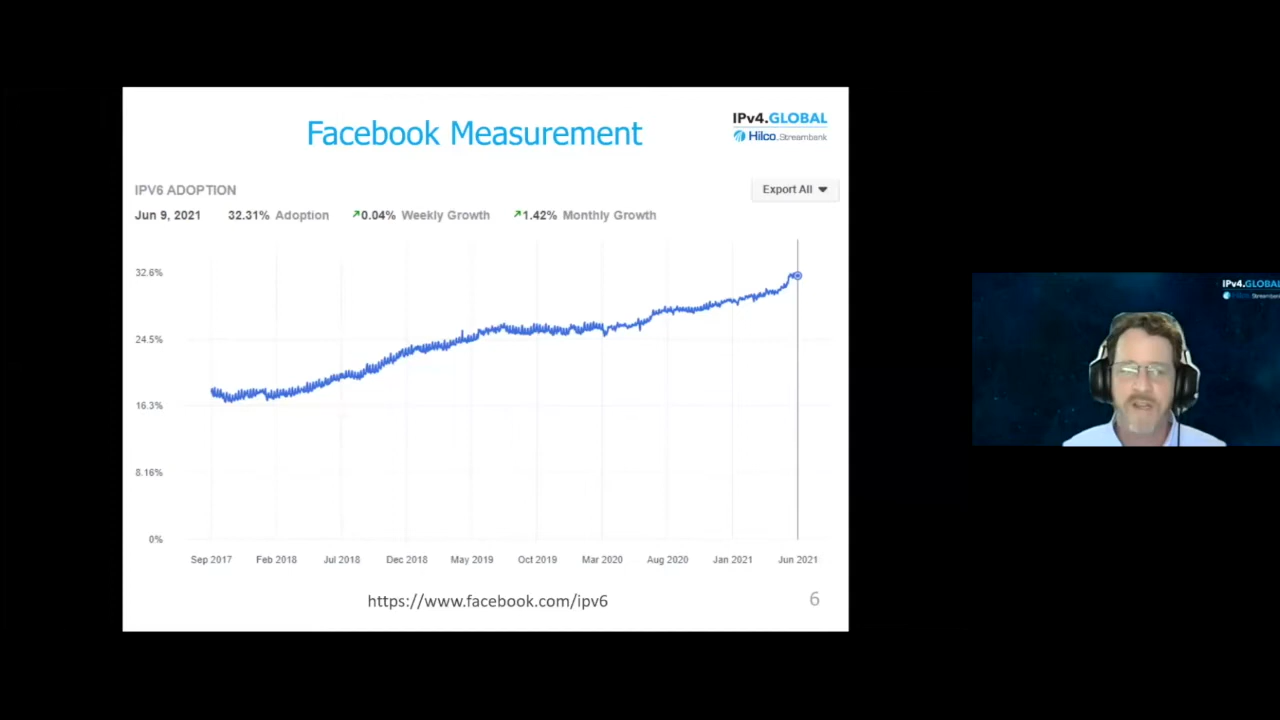 Facebook Measurement
IPv4.GLOBAL
Hilco Streambank
IPV6 ADOPTION
Export All
Jun 9, 2021 32.31% Adoption 0.04% Weekly Growth 1.42% Monthly Growth
32.6%
24.5%
16.3%
8.16%
0%
Sep 2017 Feb 2018 Jul 2018 Dec 2018 May 2019 Oct 2019 Mar 2020 Aug 2020 Jan 2021 Jun 2021
https://www.facebook.com/ipv6
6
IPv4.GLOBAL
Hilco Streambank